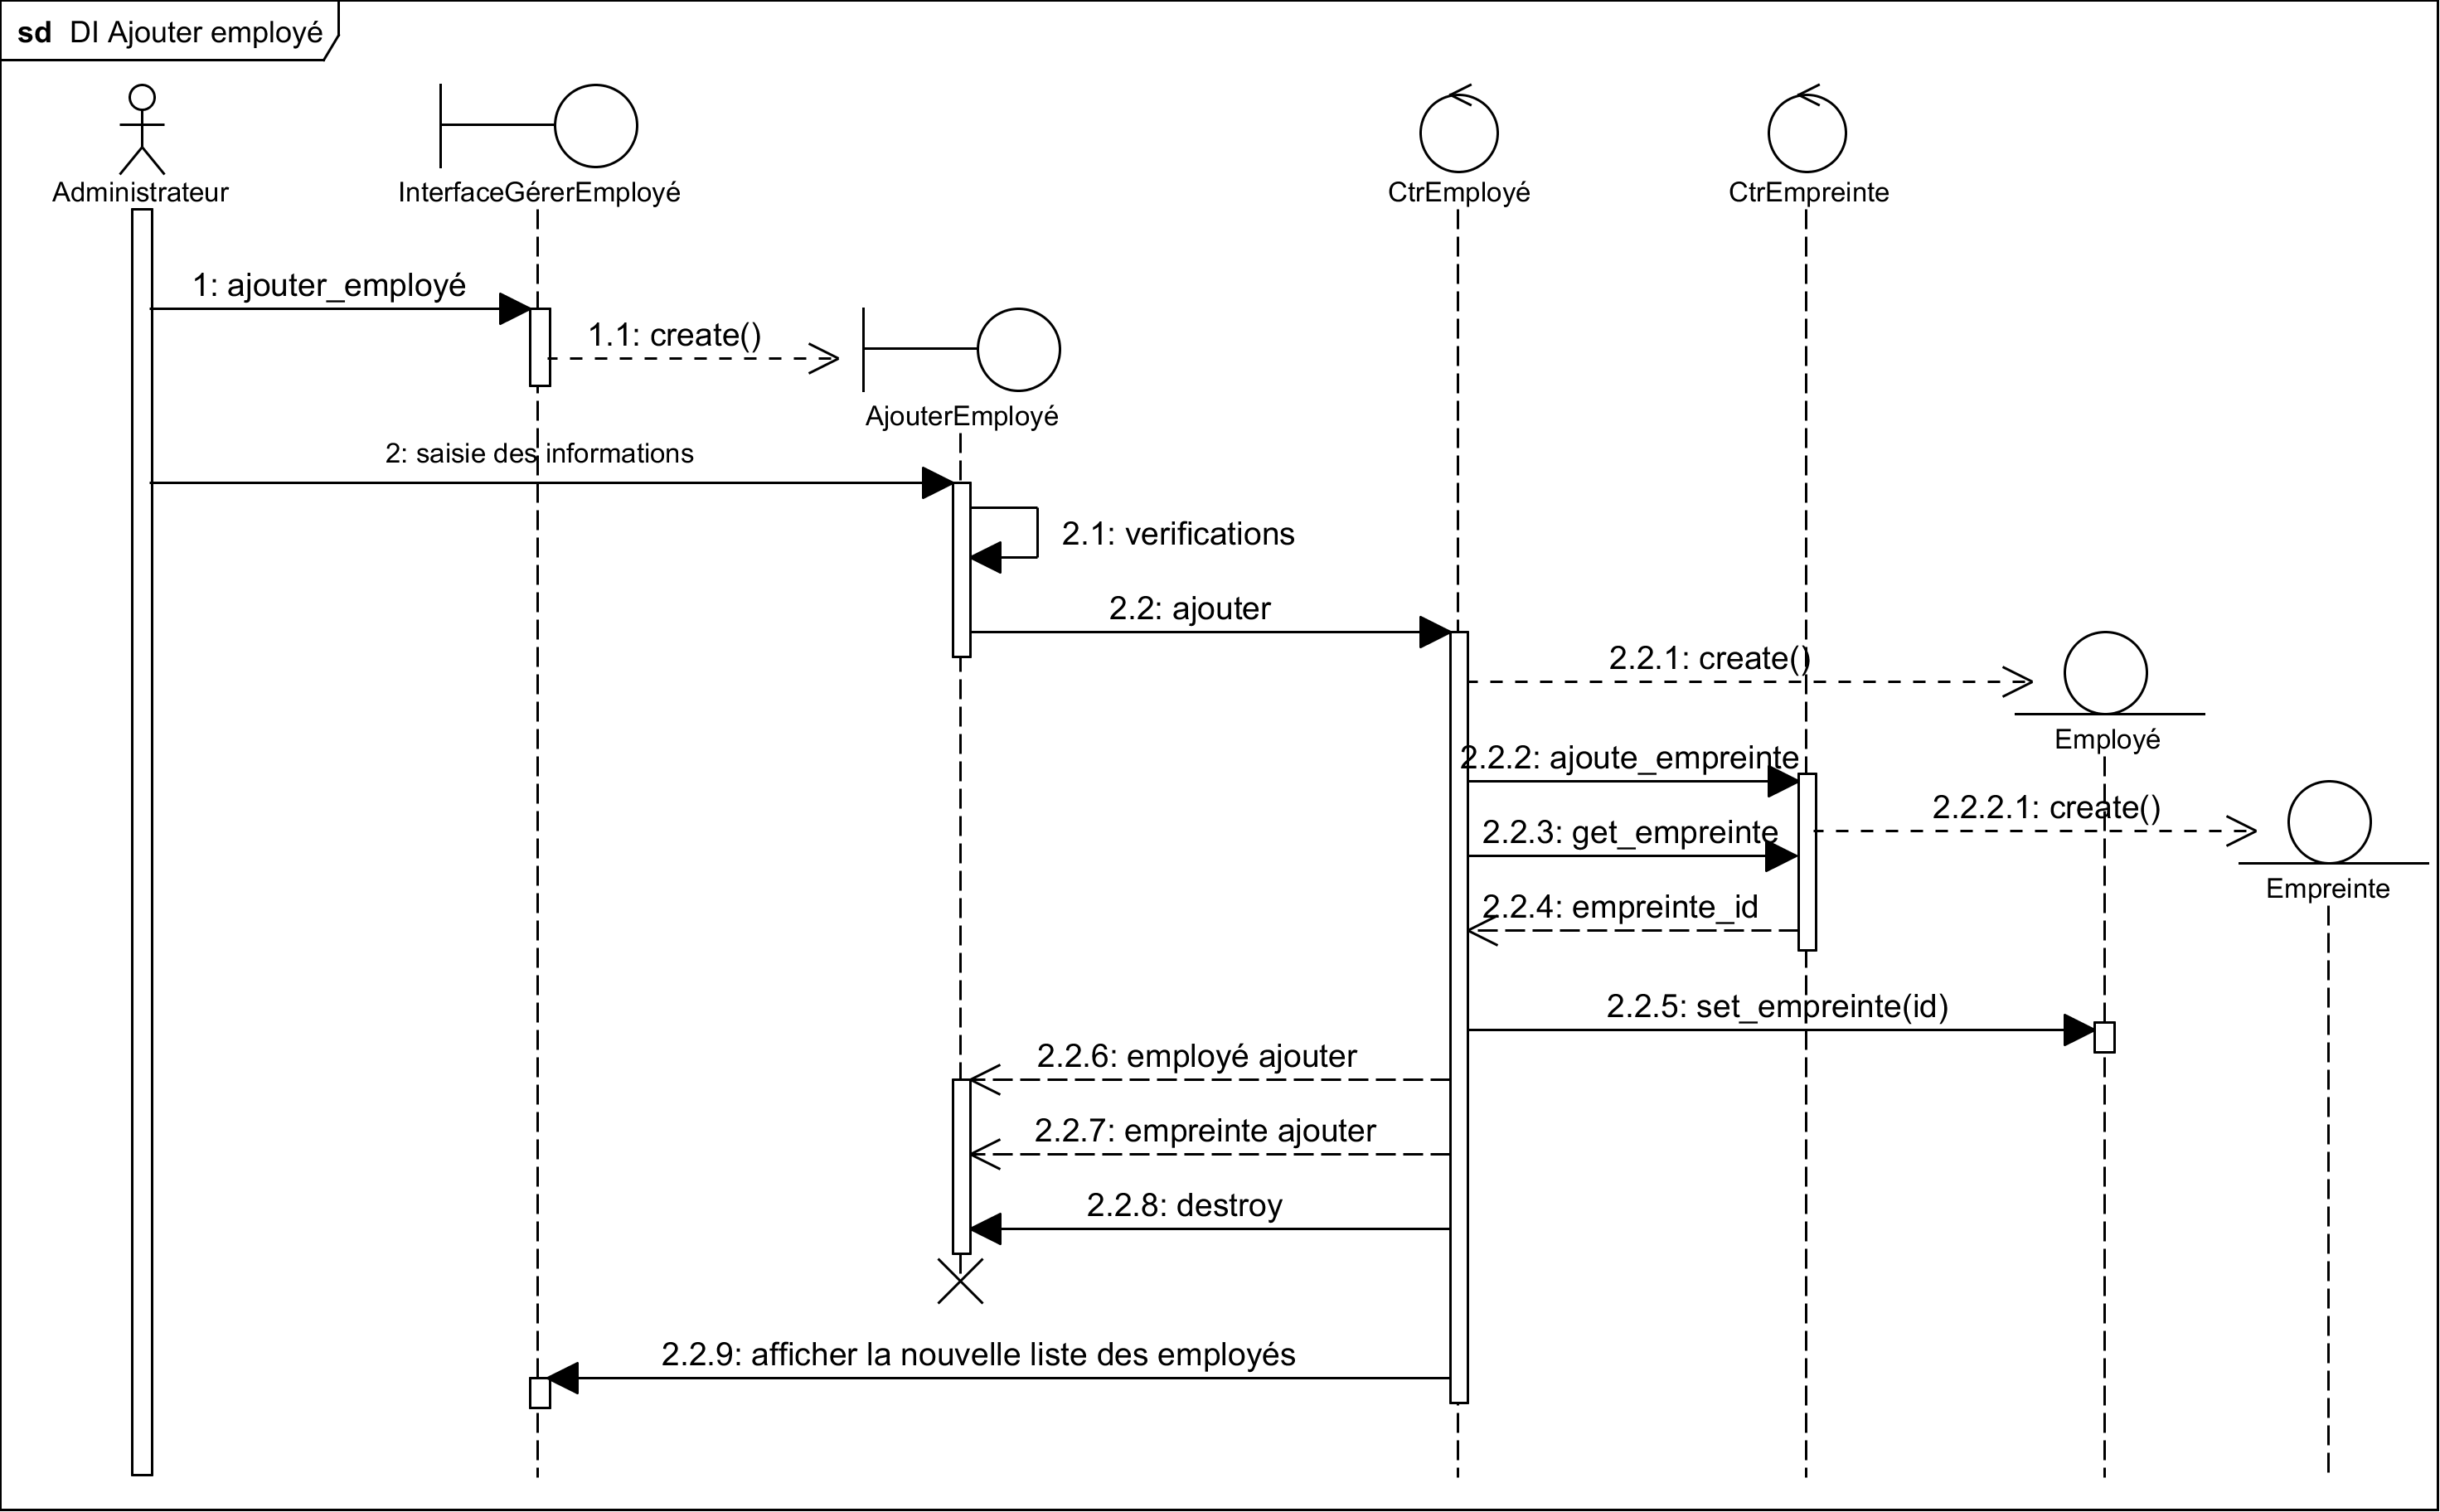 sd DI Ajouter employé
Administrateur
InterfaceGérerEmployé
CtrEmployé
CtrEmpreinte
1: ajouter_employé
1.1: create()
AjouterEmployé
2: saisie des informations
2.1: verifications
2.2: ajouter
2.2.1: create()
Employé
2.2.2: ajoute_empreinte
2.2.2.1: create()
2.2.3: get_empreinte
Empreinte
2.2.4: empreinte_id
2.2.5: set_empreinte(id)
2.2.6: employé ajouter
2.2.7: empreinte ajouter
2.2.8: destroy
2.2.9: afficher la nouvelle liste des employés